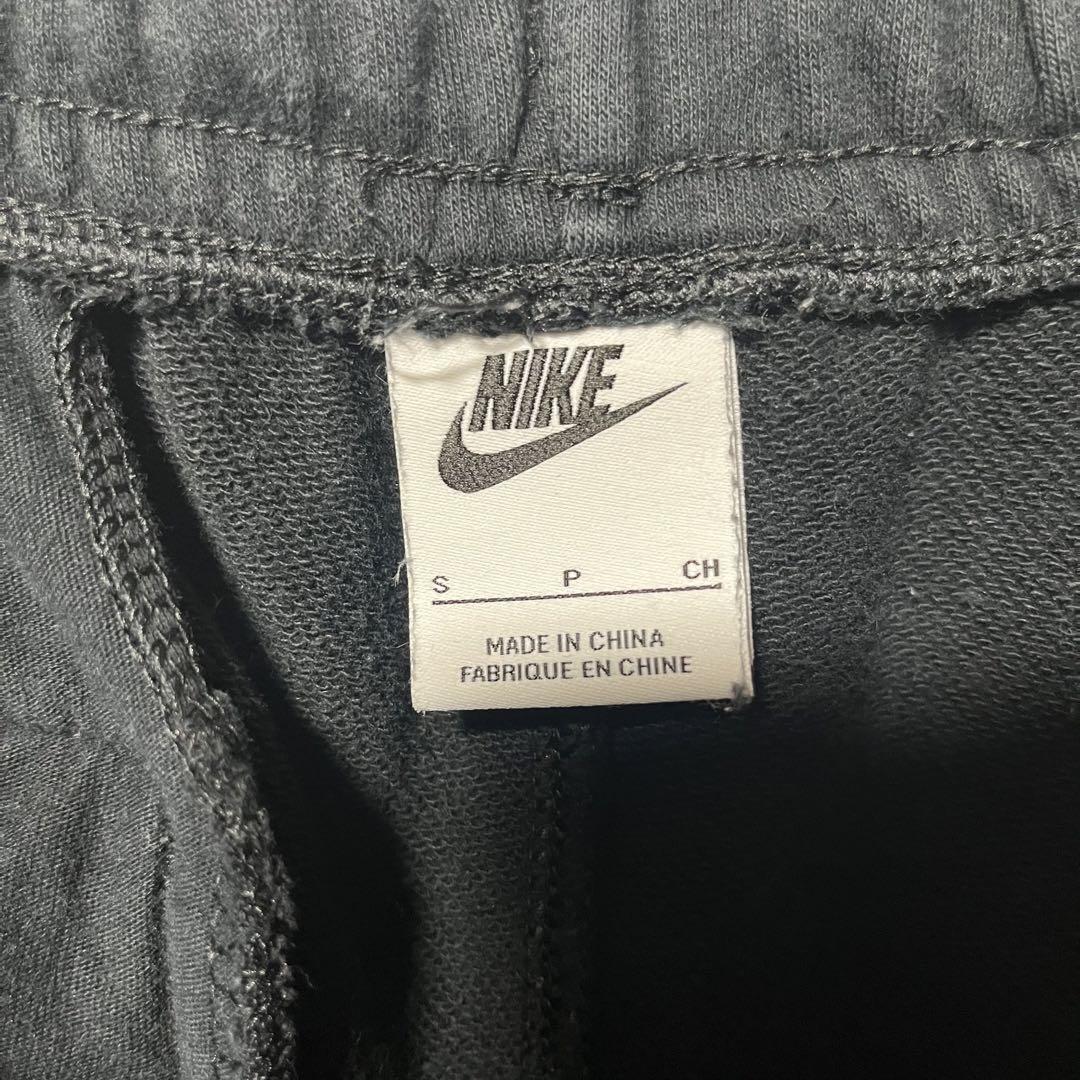 NIKE
S P CH
MADE IN CHINA
FABRIQUE EN CHINE